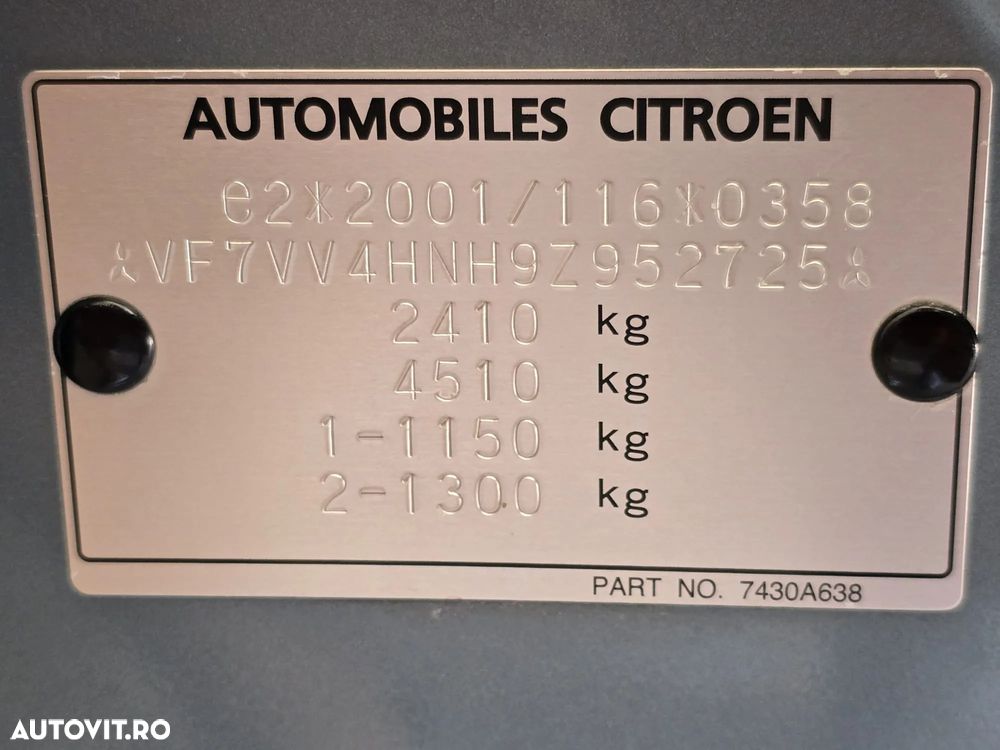 AUTOMOBILES CITROEN
e2*2001/116*0358
VF7VV4HNH9Z952725
2410 kg
4510 kg
1-1150 kg
2-1300 kg
PART NO. 7430A638
AUTOVIT.RO